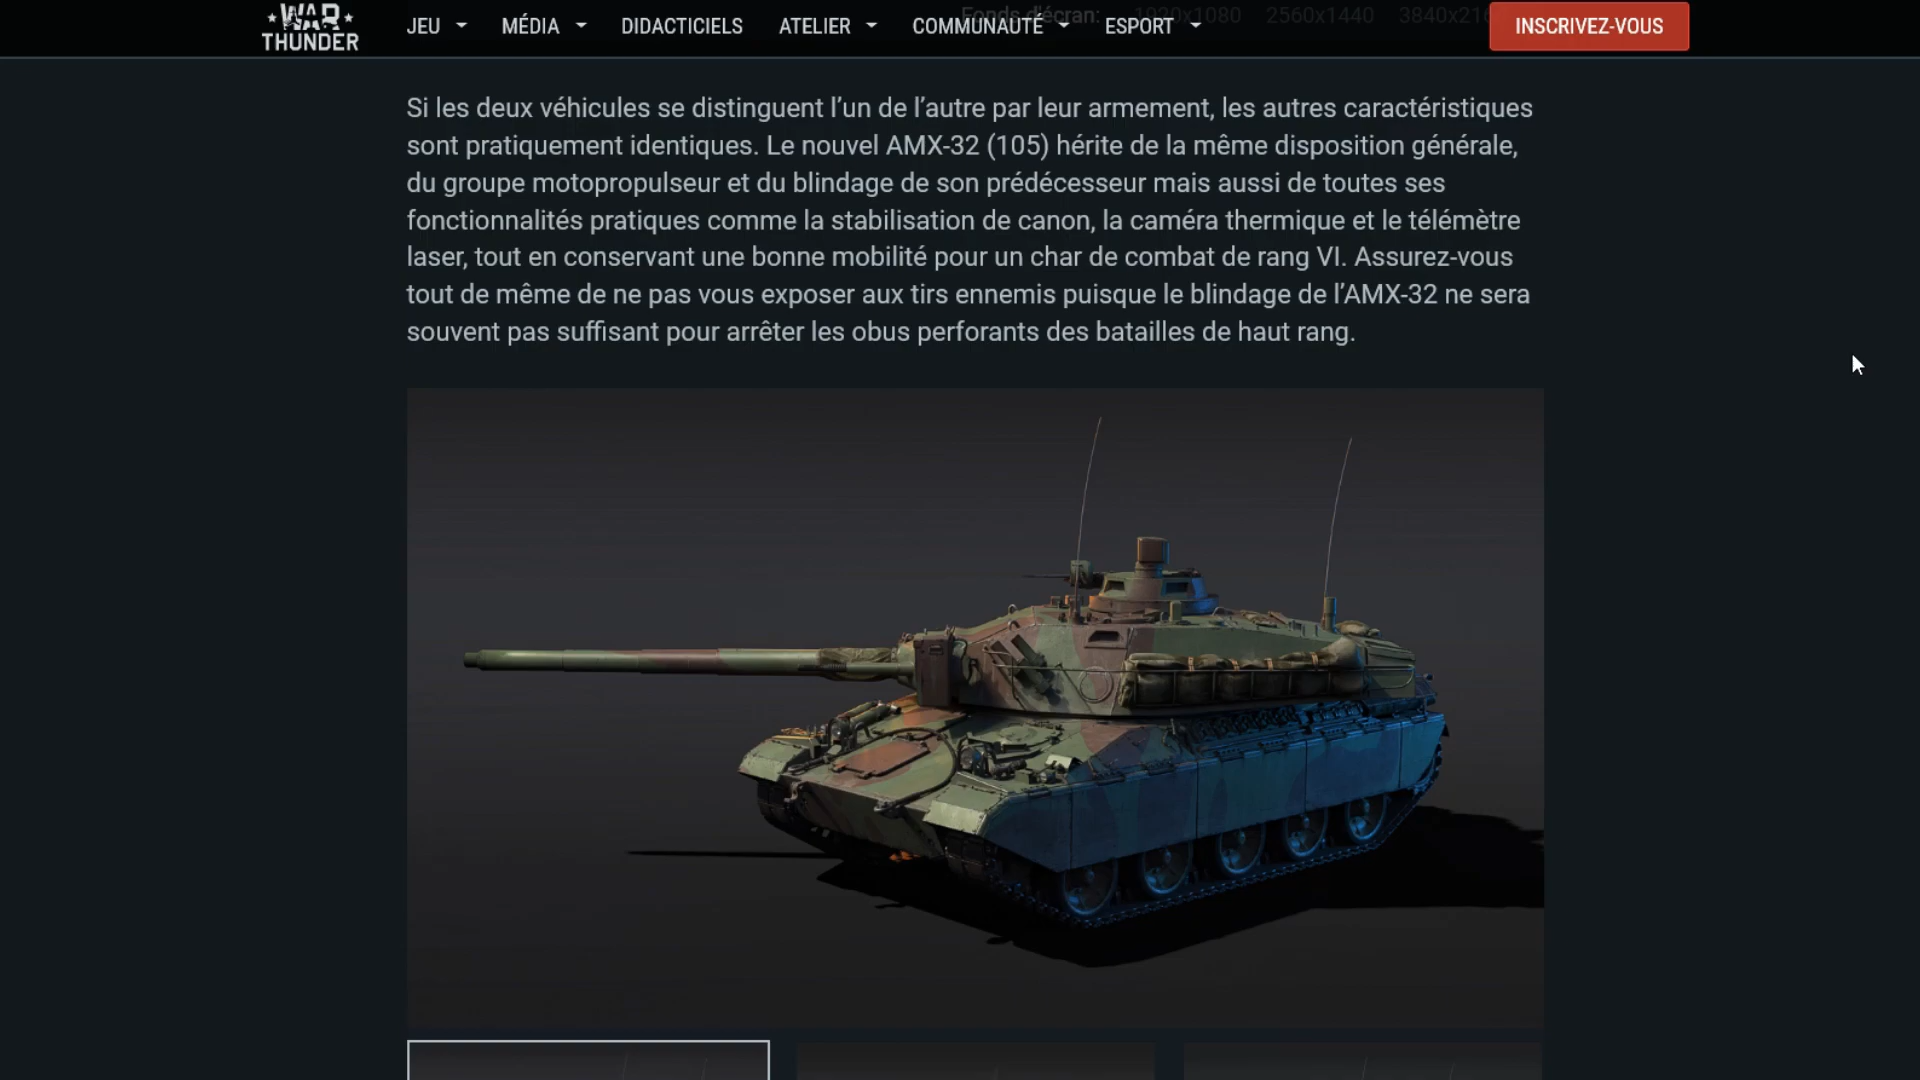 WAR
THUNDER
JEU
MÉDIA
DIDACTICIELS
ATELIER
COMMUNAUTÉ
ESPORT
Fonds d'écran: 1920x1080 2560x1440
INSCRIVEZ-VOUS
Si les deux véhicules se distinguent l’un de l’autre par leur armement, les autres caractéristiques
sont pratiquement identiques. Le nouvel AMX-32 (105) hérite de la même disposition générale,
du groupe motopropulseur et du blindage de son prédécesseur mais aussi de toutes ses
fonctionnalités pratiques comme la stabilisation de canon, la caméra thermique et le télémètre
laser, tout en conservant une bonne mobilité pour un char de combat de rang VI. Assurez-vous
tout de même de ne pas vous exposer aux tirs ennemis puisque le blindage de l’AMX-32 ne sera
souvent pas suffisant pour arrêter les obus perforants des batailles de haut rang.